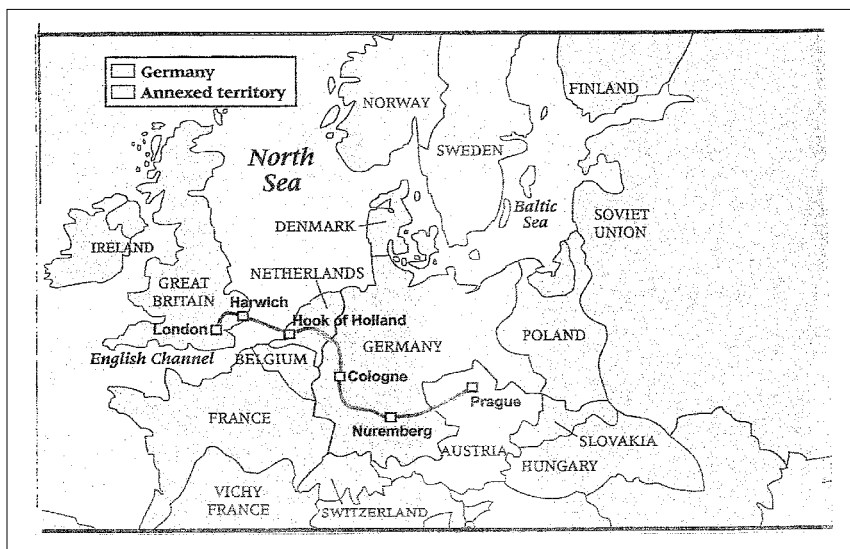 Germany
Annexed territory
NORWAY
FINLAND
North
Sea
SWEDEN
Baltic
Sea
SOVIET
UNION
DENMARK
IRELAND
NETHERLANDS
GREAT
BRITAIN
Harwich
London
Hook of Holland
English Channel
BELGIUM
GERMANY
POLAND
Cologne
Prague
FRANCE
Nuremberg
AUSTRIA
SLOVAKIA
HUNGARY
VICHY
FRANCE
SWITZERLAND